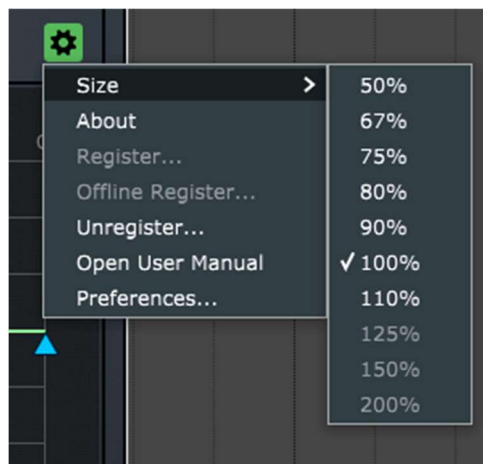 Size
About
Register...
Offline Register...
Unregister...
Open User Manual
Preferences...
50%
67%
75%
80%
90%
100%
110%
125%
150%
200%